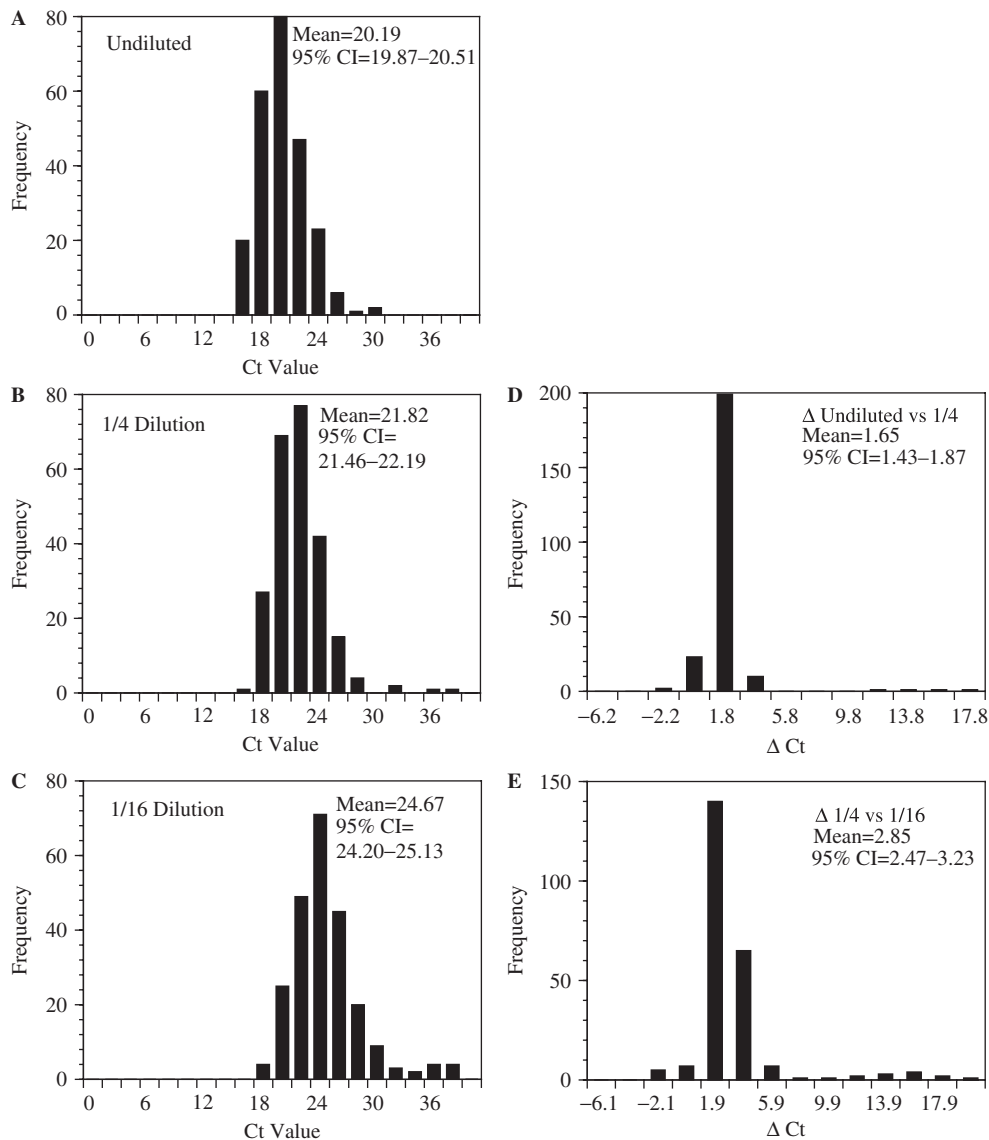 A
Undiluted
Mean=20.19
95% CI=19.87–20.51
Frequency
80
60
40
20
0
0 6 12 18 24 30 36
Ct Value
B
1/4 Dilution
Mean=21.82
95% CI=
21.46–22.19
Frequency
80
60
40
20
0
0 6 12 18 24 30 36
Ct Value
D
Δ Undiluted vs 1/4
Mean=1.65
95% CI=1.43–1.87
Frequency
200
150
100
50
0
−6.2 −2.2 1.8 5.8 9.8 13.8 17.8
Δ Ct
C
1/16 Dilution
Mean=24.67
95% CI=
24.20–25.13
Frequency
80
60
40
20
0
0 6 12 18 24 30 36
Ct Value
E
Δ 1/4 vs 1/16
Mean=2.85
95% CI=2.47–3.23
Frequency
150
100
50
0
−6.1 −2.1 1.9 5.9 9.9 13.9 17.9
Δ Ct